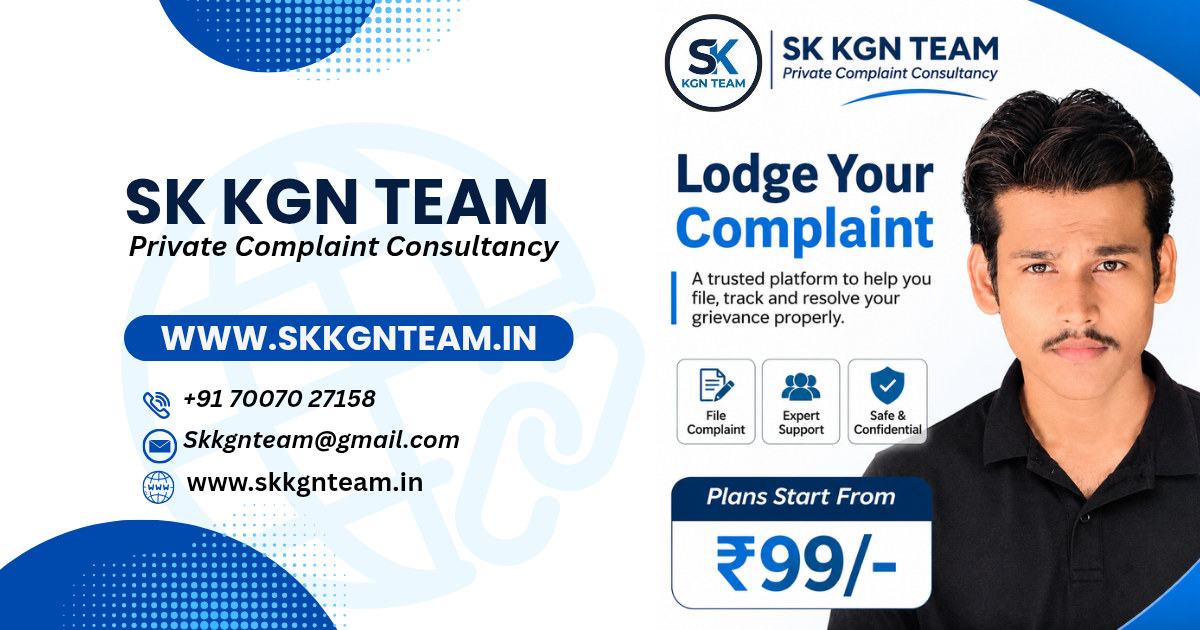 SK KGN TEAM
Private Complaint Consultancy
WWW.SKKGNTEAM.IN
+91 70070 27158
Skkgnteam@gmail.com
www.skkgnteam.in
SK
KGN TEAM
SK KGN TEAM
Private Complaint Consultancy
Lodge Your
Complaint
A trusted platform to help you
file, track and resolve your
grievance properly.
File
Complaint
Expert
Support
Safe &
Confidential
Plans Start From
₹99/-